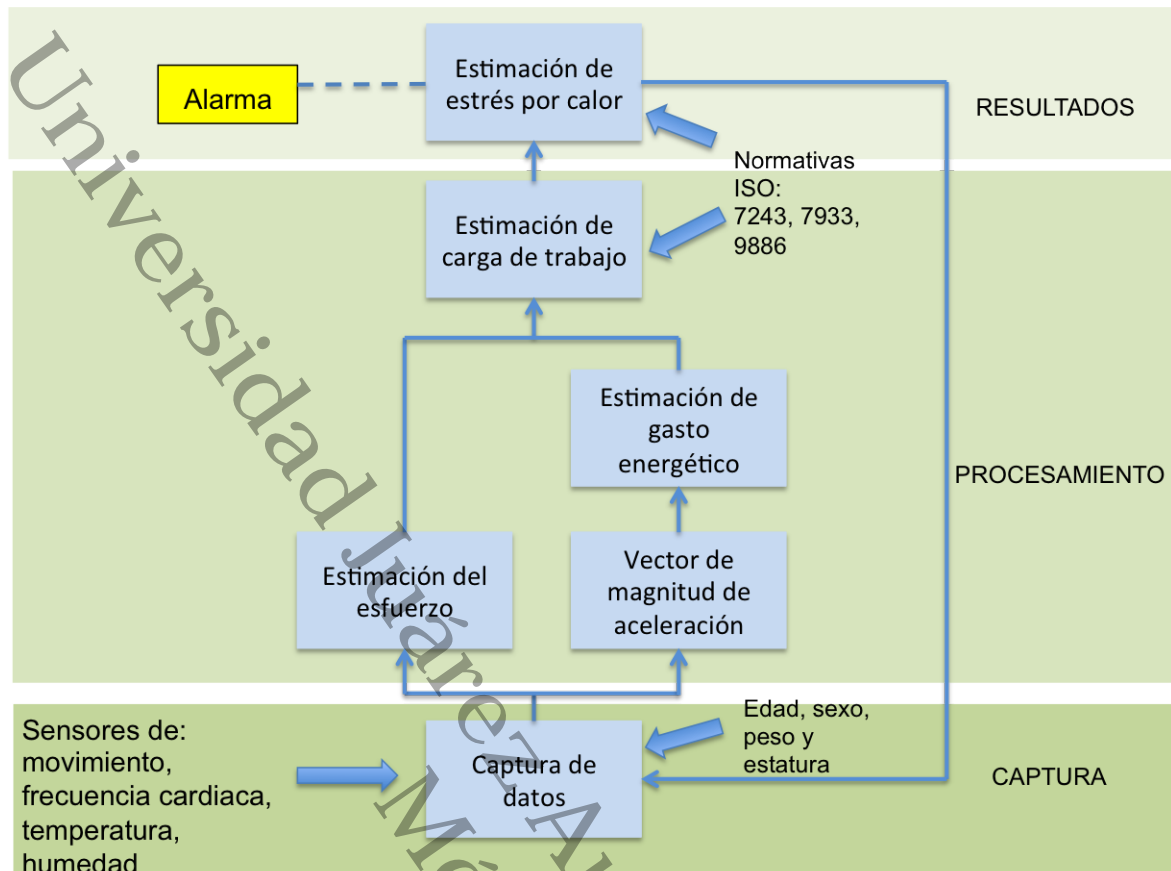 Estimación de
estrés por calor
Alarma
RESULTADOS
Normativas
ISO:
7243, 7933,
9886
Estimación de
carga de trabajo
Estimación de
gasto
energético
PROCESAMIENTO
Estimación del
esfuerzo
Vector de
magnitud de
aceleración
Edad, sexo,
peso y
estatura
Sensores de:
movimiento,
frecuencia cardiaca,
temperatura,
humedad
Captura de
datos
CAPTURA
Universidad Juárez